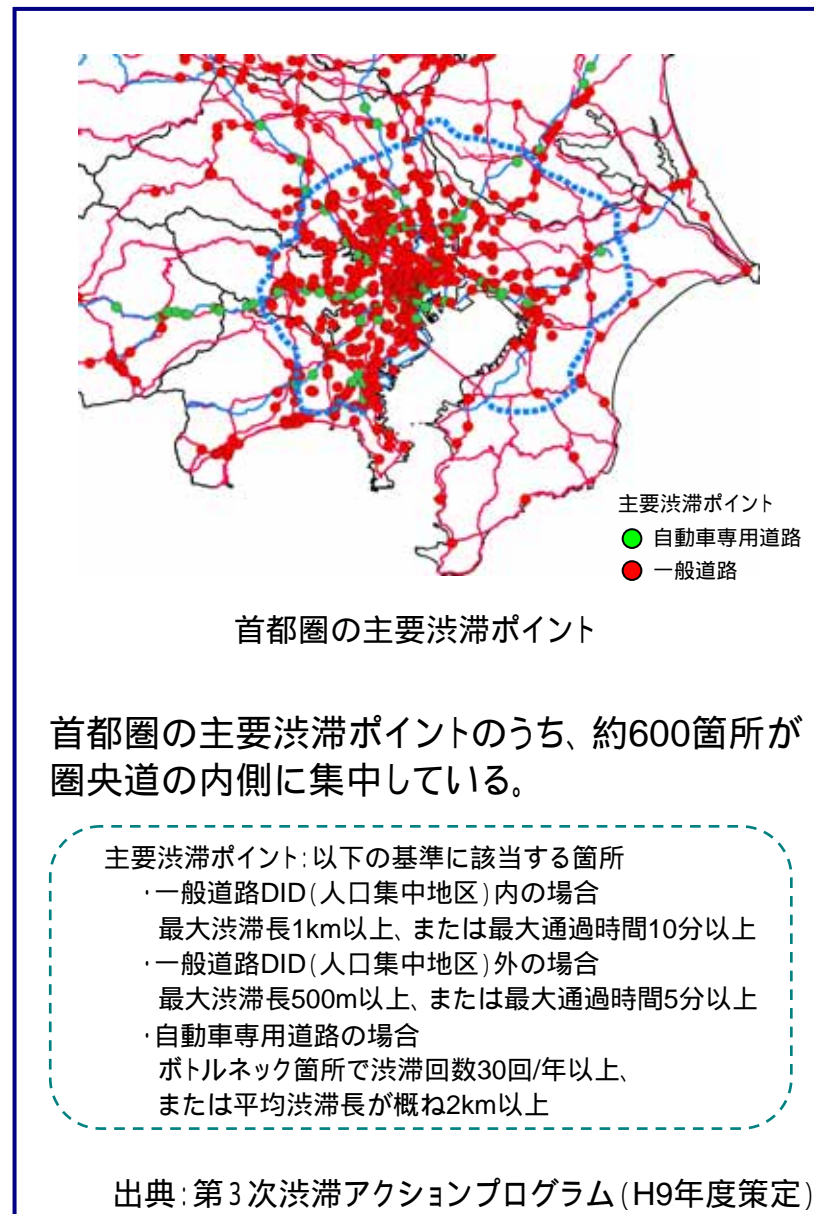 主要渋滞ポイント
自動車専用道路
一般道路
首都圏の主要渋滞ポイント
首都圏の主要渋滞ポイントのうち、約600箇所が
圏央道の内側に集中している。
主要渋滞ポイント:以下の基準に該当する箇所
・一般道路DID(人口集中地区)内の場合
最大渋滞長1km以上、または最大通過時間10分以上
・一般道路DID(人口集中地区)外の場合
最大渋滞長500m以上、または最大通過時間5分以上
・自動車専用道路の場合
ボトルネック箇所で渋滞回数30回/年以上、
または平均渋滞長が概ね2km以上
出典:第3次渋滞アクションプログラム(H9年度策定)